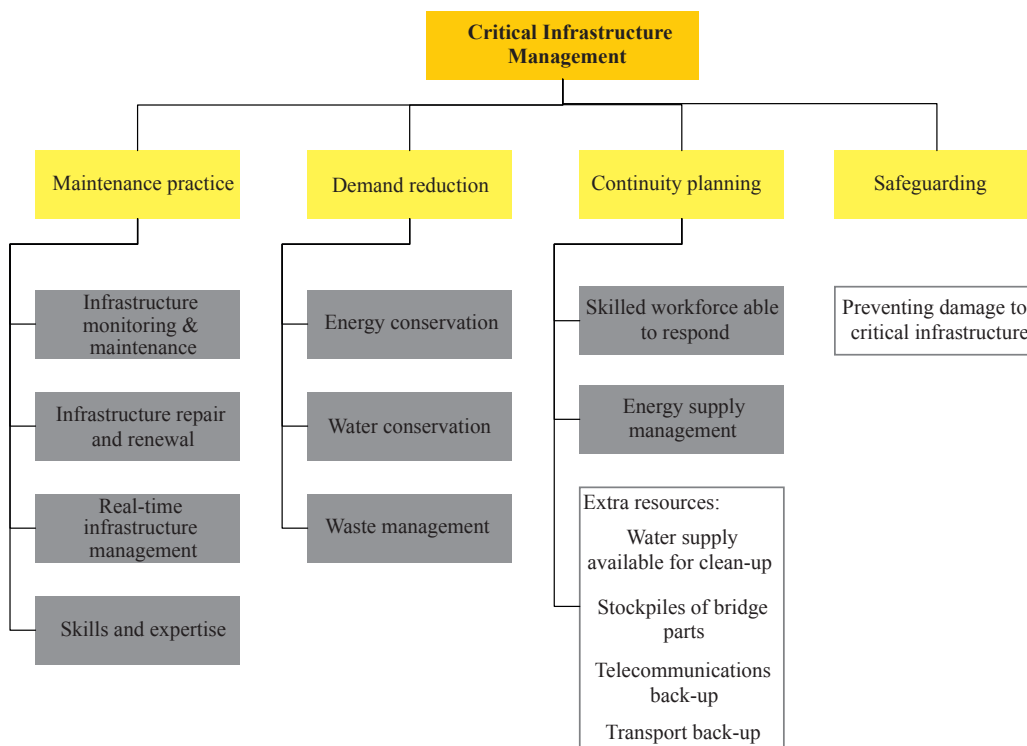 Critical Infrastructure
Management
Maintenance practice
Demand reduction
Continuity planning
Safeguarding
Infrastructure
monitoring &
maintenance
Infrastructure repair
and renewal
Real-time
infrastructure
management
Skills and expertise
Energy conservation
Water conservation
Waste management
Skilled workforce able
to respond
Energy supply
management
Extra resources:
Water supply
available for clean-up
Stockpiles of bridge
parts
Telecommunications
back-up
Transport back-up
Preventing damage to
critical infrastructure